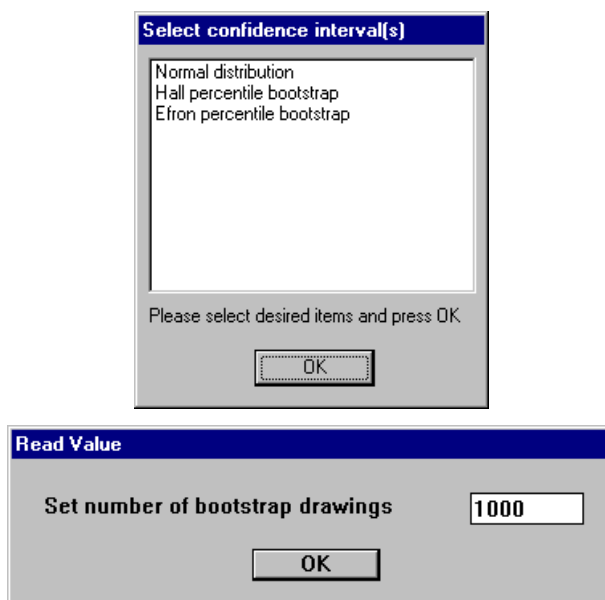 Select confidence interval(s)
Normal distribution
Hall percentile bootstrap
Efron percentile bootstrap
Please select desired items and press OK
OK
Read Value
Set number of bootstrap drawings 1000
OK